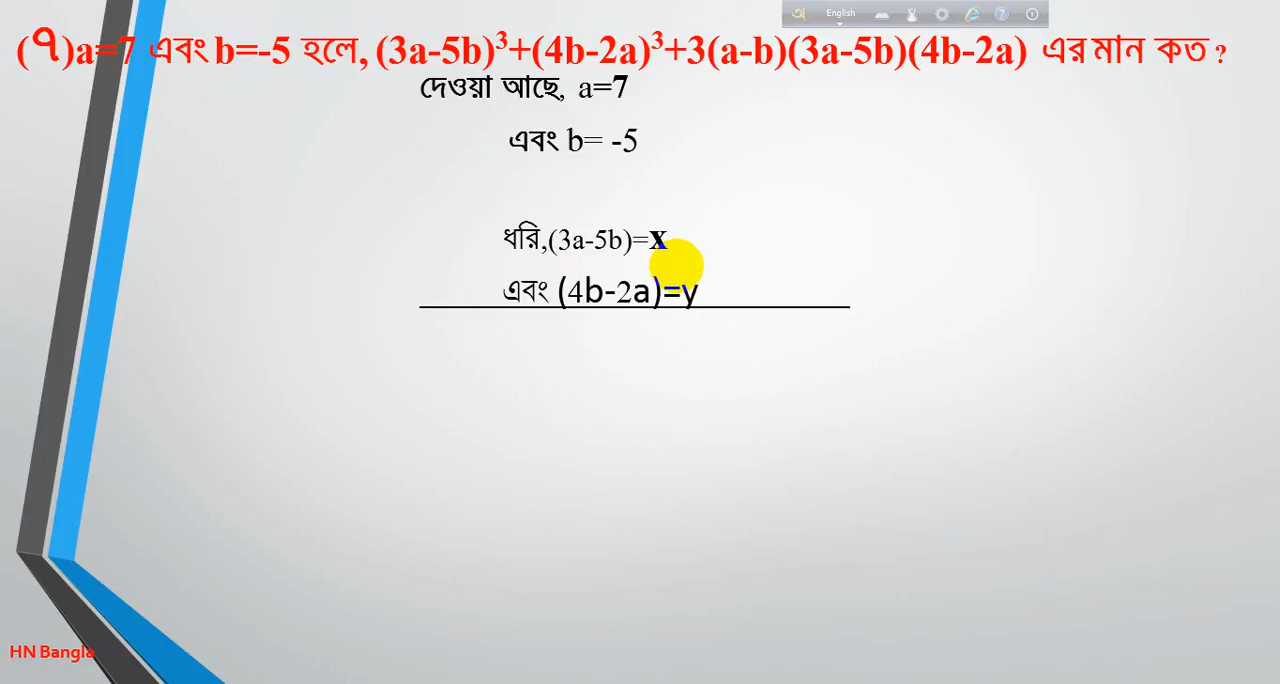 English
(৭)a=7 এবং b=-5 হলে, (3a-5b)³+(4b-2a)³+3(a-b)(3a-5b)(4b-2a) এর মান কত ?
দেওয়া আছে, a=7
এবং b= -5
ধরি,(3a-5b)=x
এবং (4b-2a)=y
HN Bangla